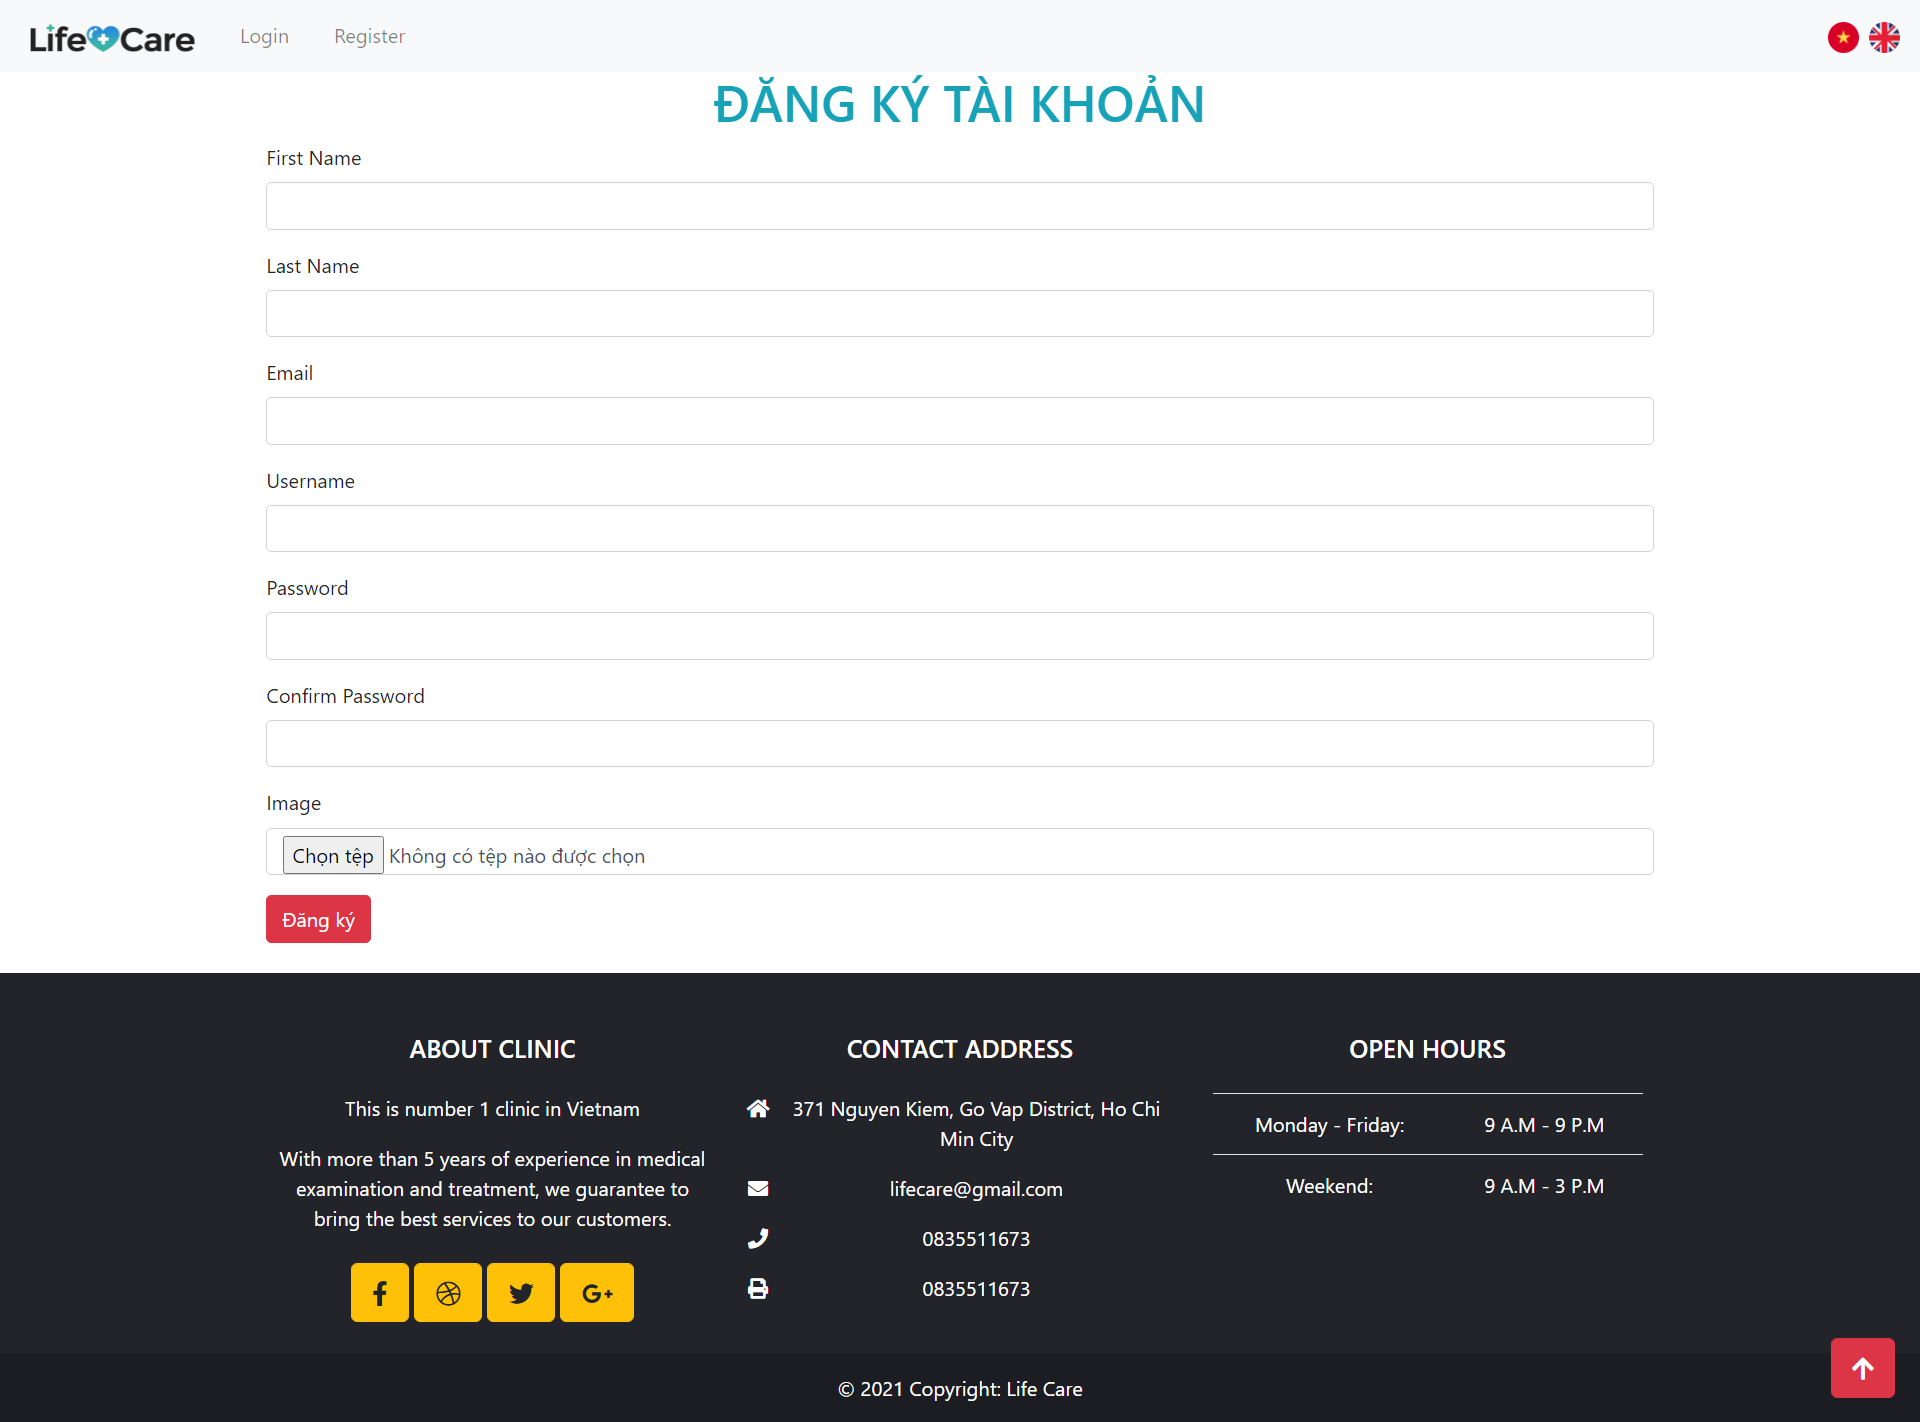 Life Care
Login
Register
ĐĂNG KÝ TÀI KHOẢN
First Name
Last Name
Email
Username
Password
Confirm Password
Image
Chọn tệp Không có tệp nào được chọn
Đăng ký
ABOUT CLINIC
This is number 1 clinic in Vietnam
With more than 5 years of experience in medical
examination and treatment, we guarantee to
bring the best services to our customers.
CONTACT ADDRESS
371 Nguyen Kiem, Go Vap District, Ho Chi
Min City
lifecare@gmail.com
0835511673
0835511673
OPEN HOURS
Monday - Friday: 9 A.M - 9 P.M
Weekend: 9 A.M - 3 P.M
© 2021 Copyright: Life Care